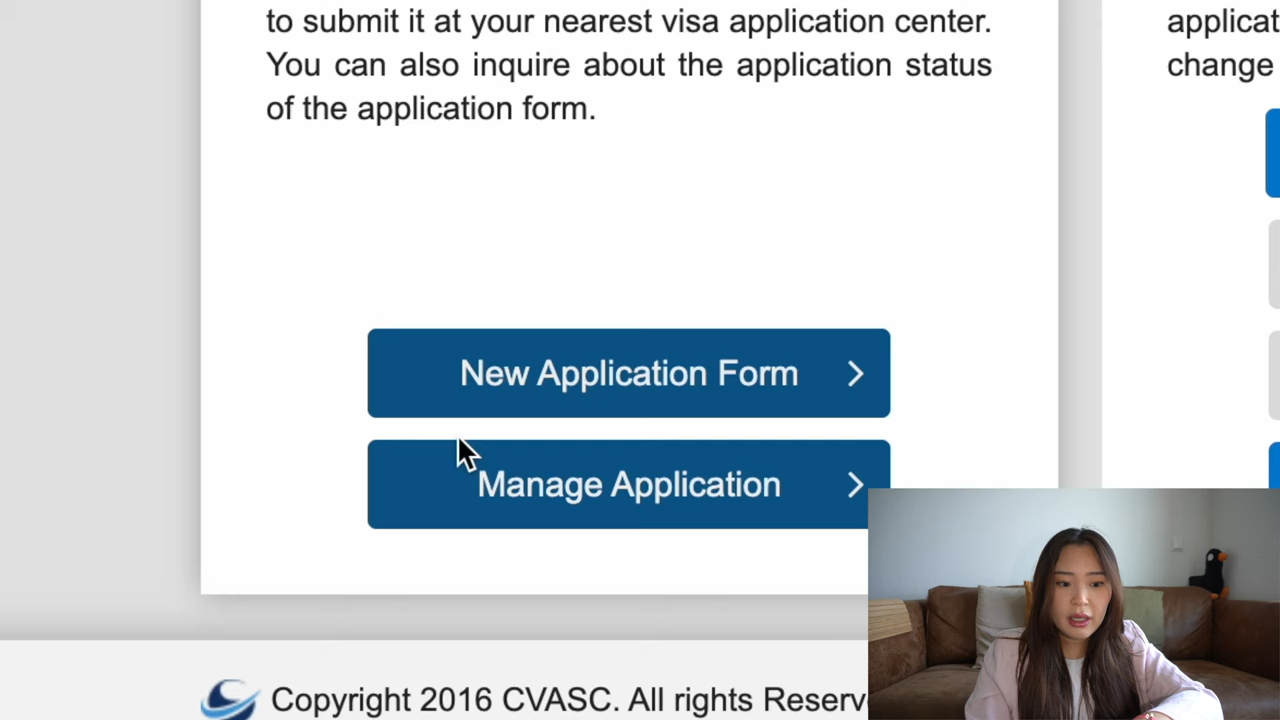 to submit it at your nearest visa application center.
You can also inquire about the application status
of the application form.
New Application Form
Manage Application
Copyright 2016 CVASC. All rights
change